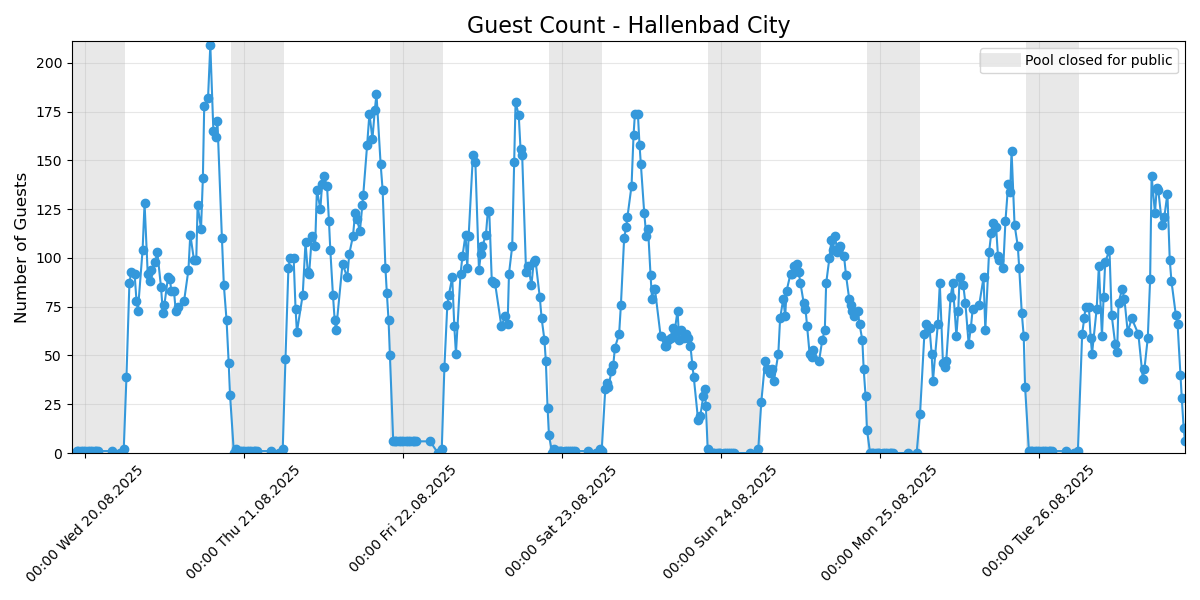 Guest Count - Hallenbad City
Pool closed for public
Number of Guests
200
175
150
125
100
75
50
25
0
00:00 Wed 20.08.2025
00:00 Thu 21.08.2025
00:00 Fri 22.08.2025
00:00 Sat 23.08.2025
00:00 Sun 24.08.2025
00:00 Mon 25.08.2025
00:00 Tue 26.08.2025